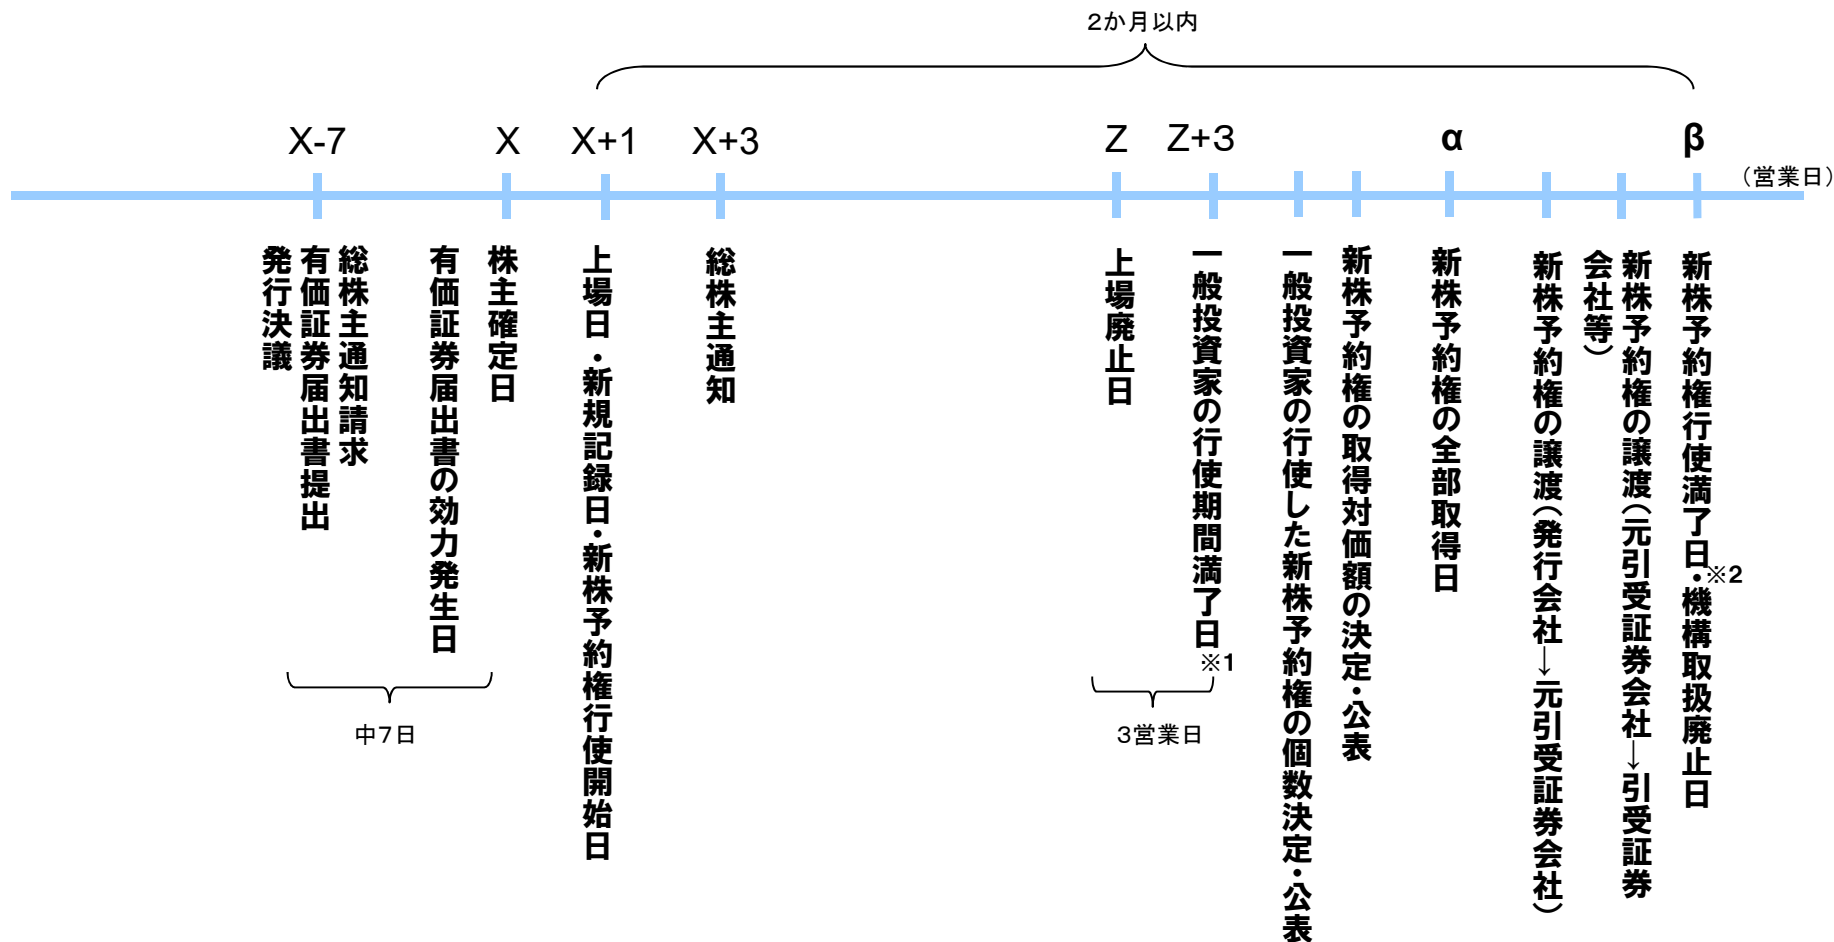 2か月以内
X-7
X
X+1
X+3
Z
Z+3
α
β
（営業日）
発行決議
有価証券届出書提出
総株主通知請求
有価証券届出書の効力発生日
株主確定日
上場日・新規記録日・新株予約権行使開始日
総株主通知
上場廃止日
一般投資家の行使期間満了日※1
一般投資家の行使した新株予約権の個数決定・公表
新株予約権の取得対価額の決定・公表
新株予約権の全部取得日
新株予約権の譲渡（発行会社→元引受証券会社）
新株予約権の譲渡（元引受証券会社→引受証券
会社等）
新株予約権行使満了日※2・機構取扱廃止日
中7日
3営業日